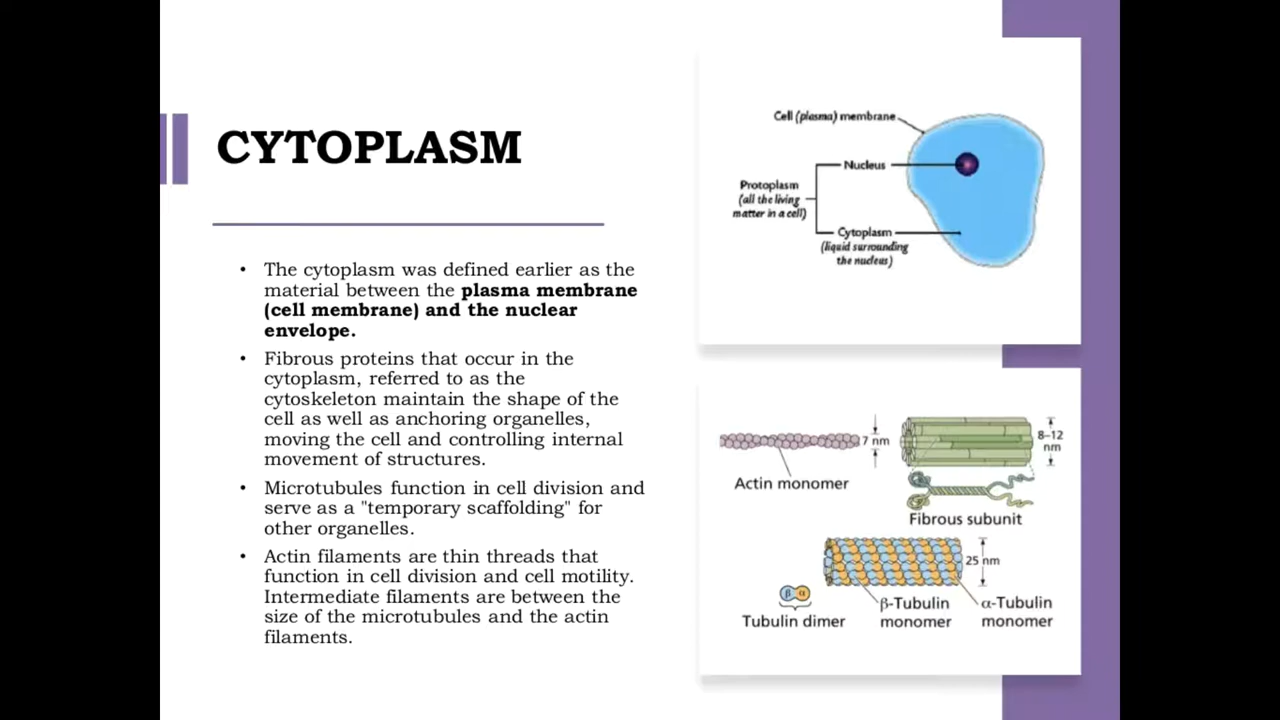 CYTOPLASM
• The cytoplasm was defined earlier as the
material between the plasma membrane
(cell membrane) and the nuclear
envelope.
• Fibrous proteins that occur in the
cytoplasm, referred to as the
cytoskeleton maintain the shape of the
cell as well as anchoring organelles,
moving the cell and controlling internal
movement of structures.
• Microtubules function in cell division and
serve as a "temporary scaffolding" for
other organelles.
• Actin filaments are thin threads that
function in cell division and cell motility.
Intermediate filaments are between the
size of the microtubules and the actin
filaments.
Cell (plasma) membrane
Nucleus
Protoplasm
(all the living
matter in a cell)
Cytoplasm
(liquid surrounding
the nucleus)
7 nm
Actin monomer
8–12
nm
Fibrous subunit
25 nm
β α
Tubulin dimer
β-Tubulin
monomer
α-Tubulin
monomer